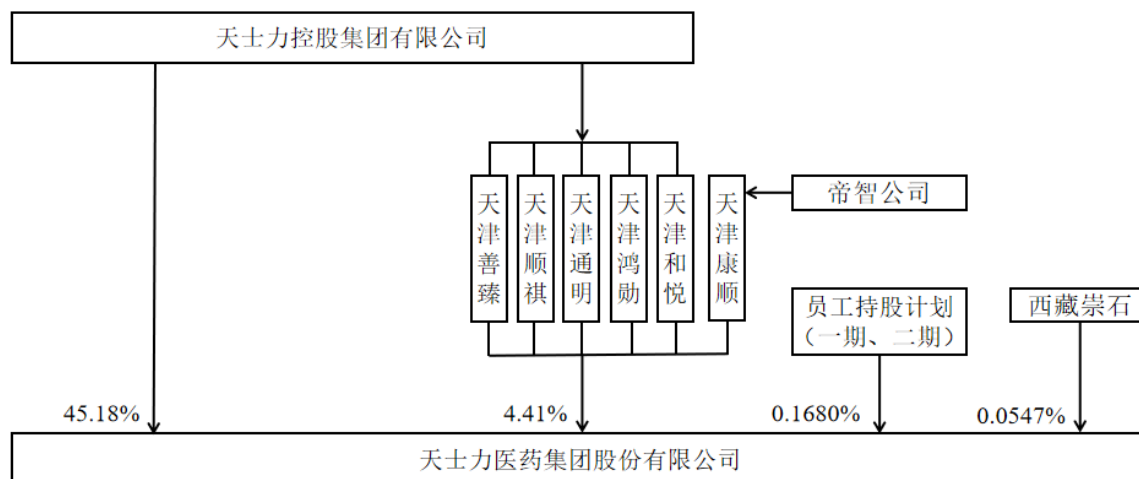 天士力控股集团有限公司
天津善臻
天津顺祺
天津通明
天津鸿勋
天津和悦
天津康顺
帝智公司
员工持股计划
（一期、二期）
西藏崇石
45.18%
4.41%
0.1680%
0.0547%
天士力医药集团股份有限公司